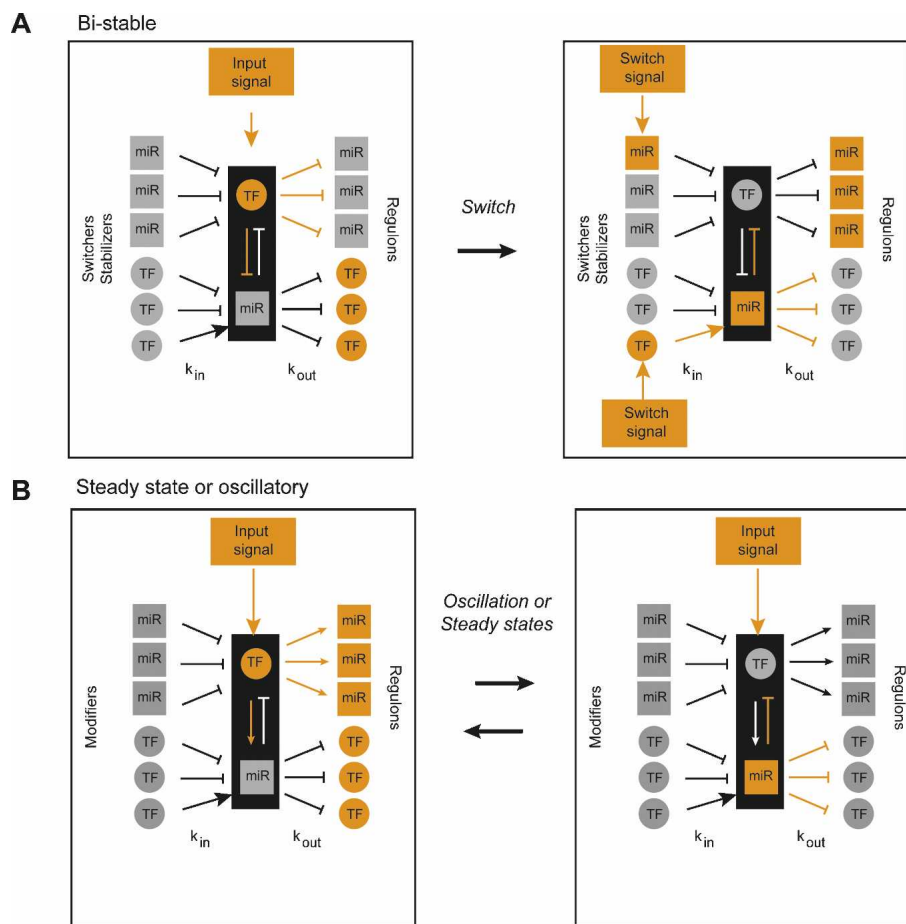 A
Bi-stable
Input
signal
Switchers
Stabilizers
miR
miR
miR
TF
TF
TF
TF
miR
miR
miR
miR
TF
TF
TF
Regulons
k in
k out
Switch
Switch
signal
Switchers
Stabilizers
miR
miR
miR
TF
TF
TF
TF
miR
miR
miR
miR
TF
TF
TF
Regulons
k in
k out
Switch
signal
B
Steady state or oscillatory
Input
signal
Modifiers
miR
miR
miR
TF
TF
TF
TF
miR
miR
miR
miR
TF
TF
TF
Regulons
k in
k out
Oscillation or
Steady states
Input
signal
Modifiers
miR
miR
miR
TF
TF
TF
TF
miR
miR
miR
miR
TF
TF
TF
Regulons
k in
k out